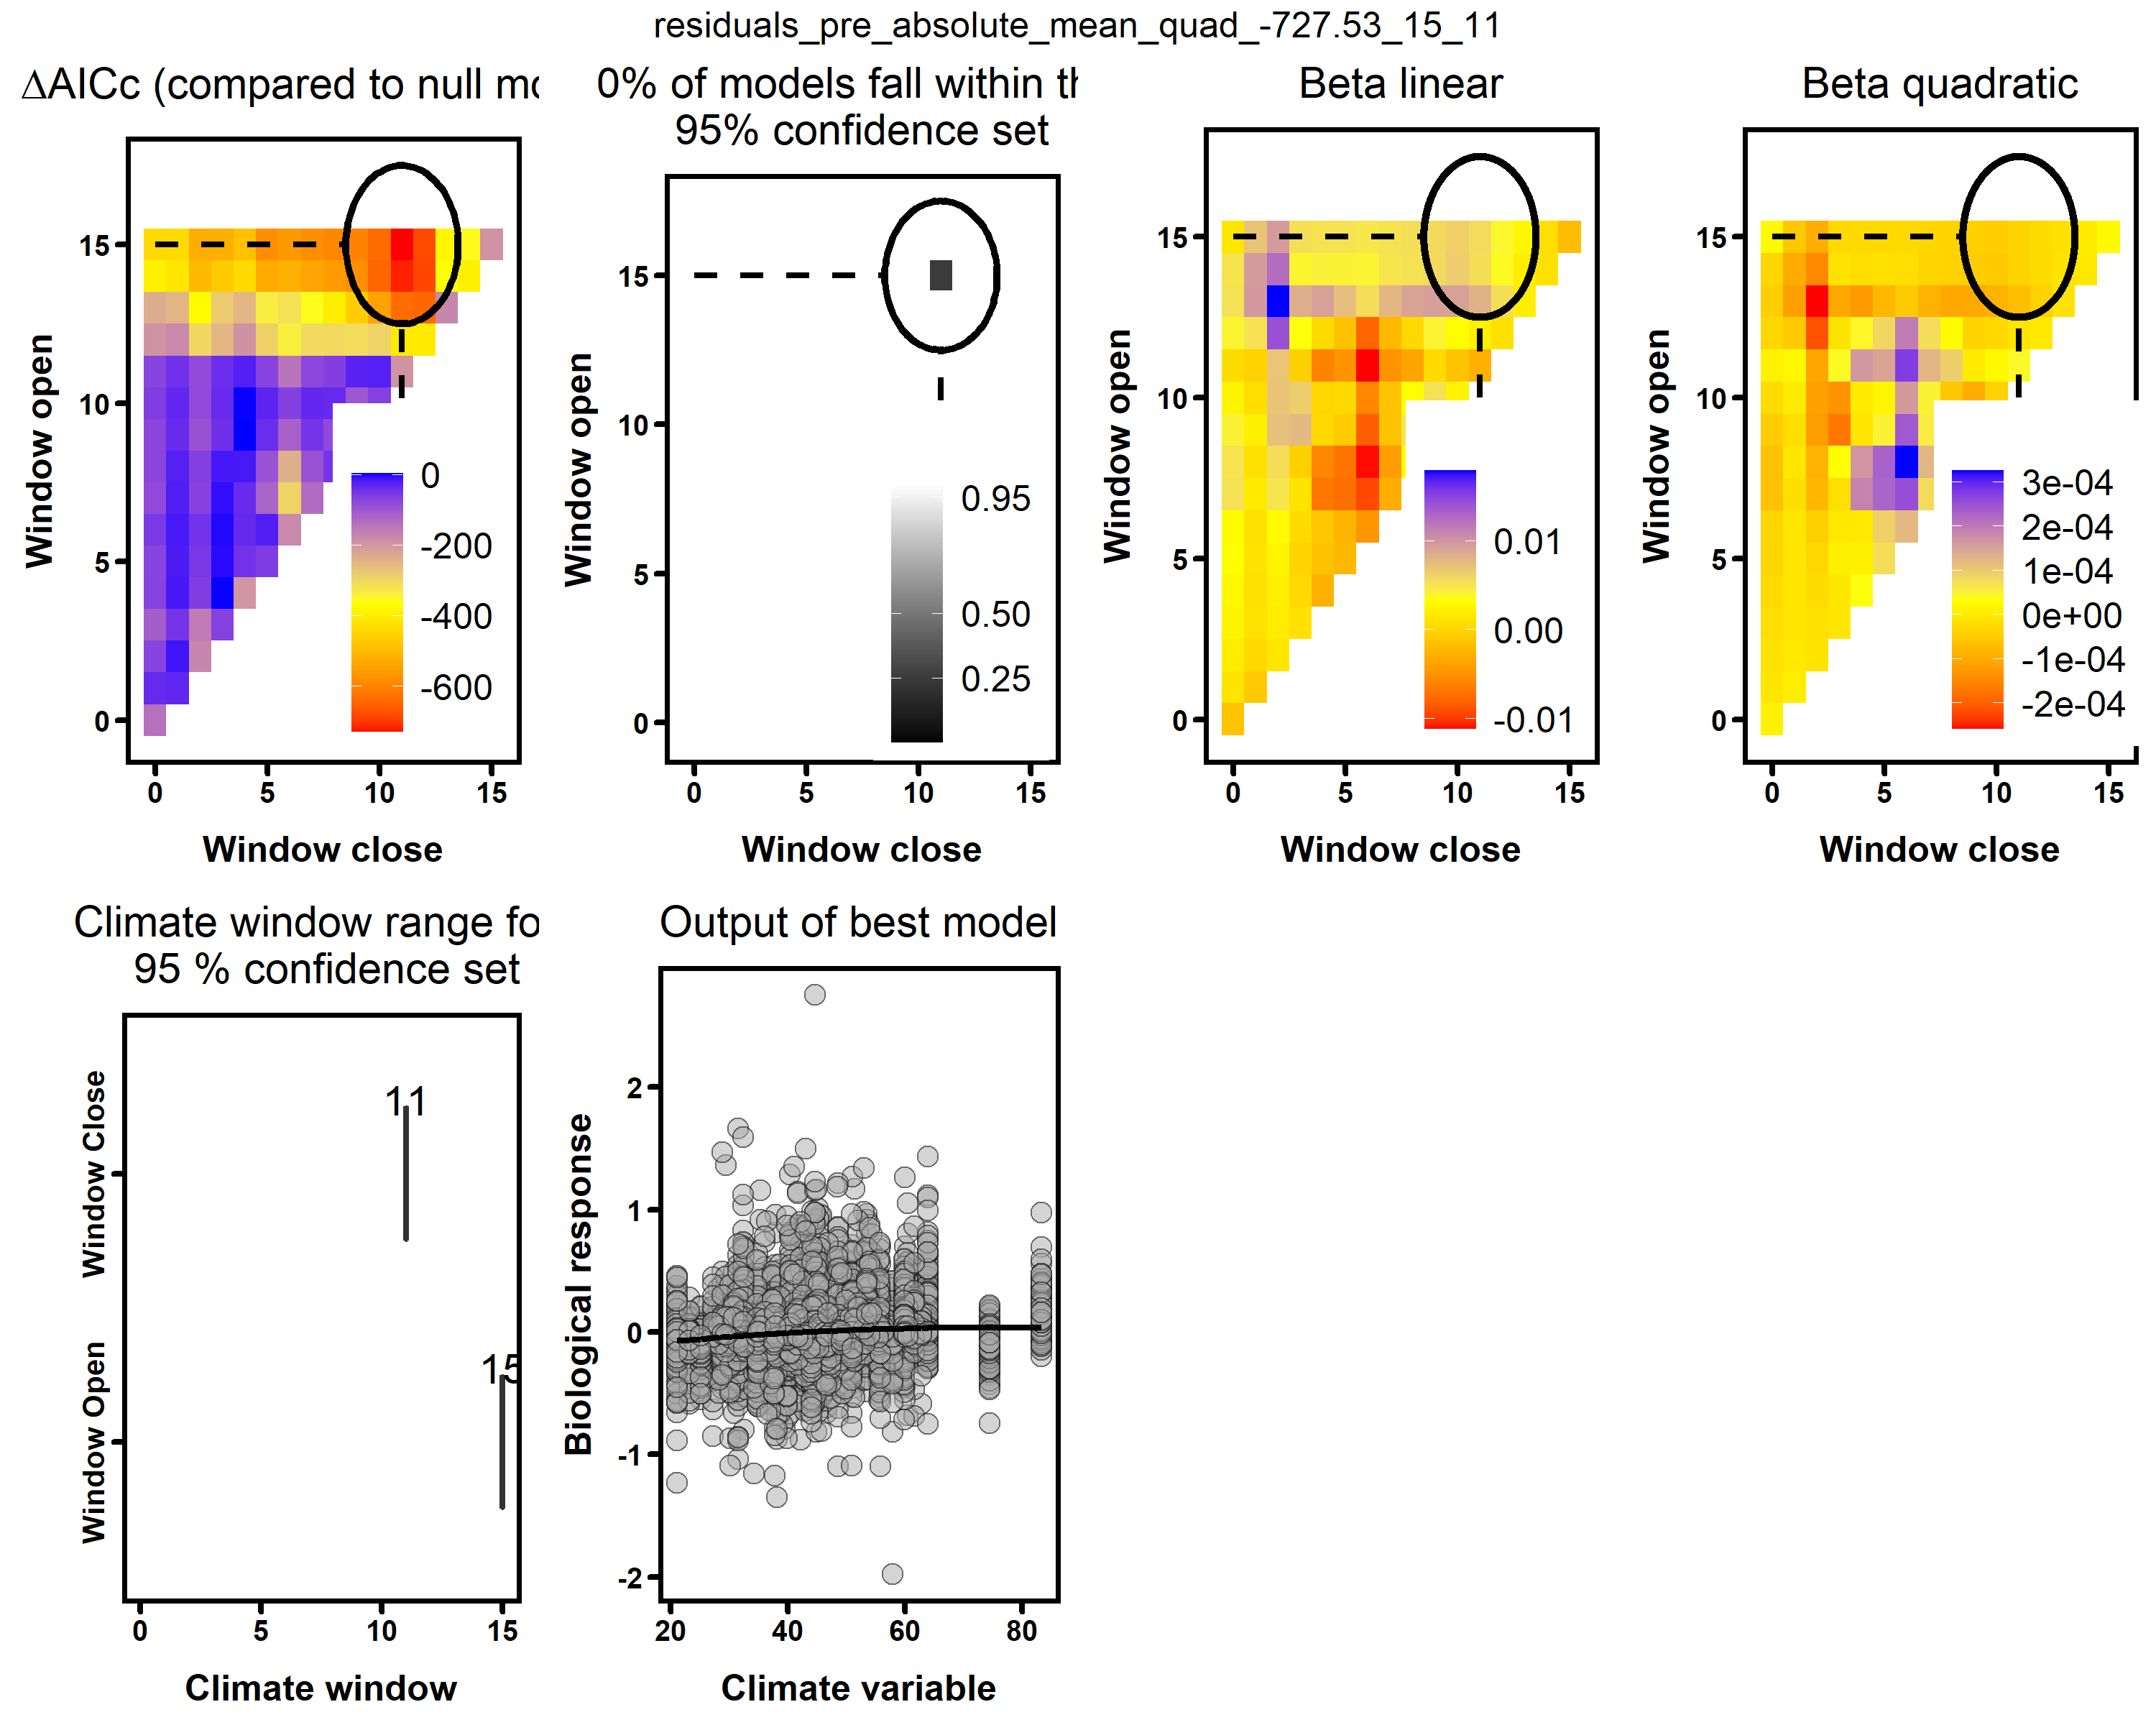 residuals_pre_absolute_mean_quad_-727.53_15_11
ΔAICc (compared to null mo
0% of models fall within th
95% confidence set
Beta linear
Beta quadratic
Window open
15
10
5
0
0
-200
-400
-600
0 5 10 15
Window close
Window open
15
10
5
0
0.95
0.50
0.25
0 5 10 15
Window close
Window open
15
10
5
0
0.01
0.00
-0.01
0 5 10 15
Window close
Window open
15
10
5
0
3e-04
2e-04
1e-04
0e+00
-1e-04
-2e-04
0 5 10 15
Window close
Climate window range fo
95 % confidence set
Window Close
Window Open
11
15
0 5 10 15
Climate window
Output of best model
Biological response
2
1
0
-1
-2
20 40 60 80
Climate variable